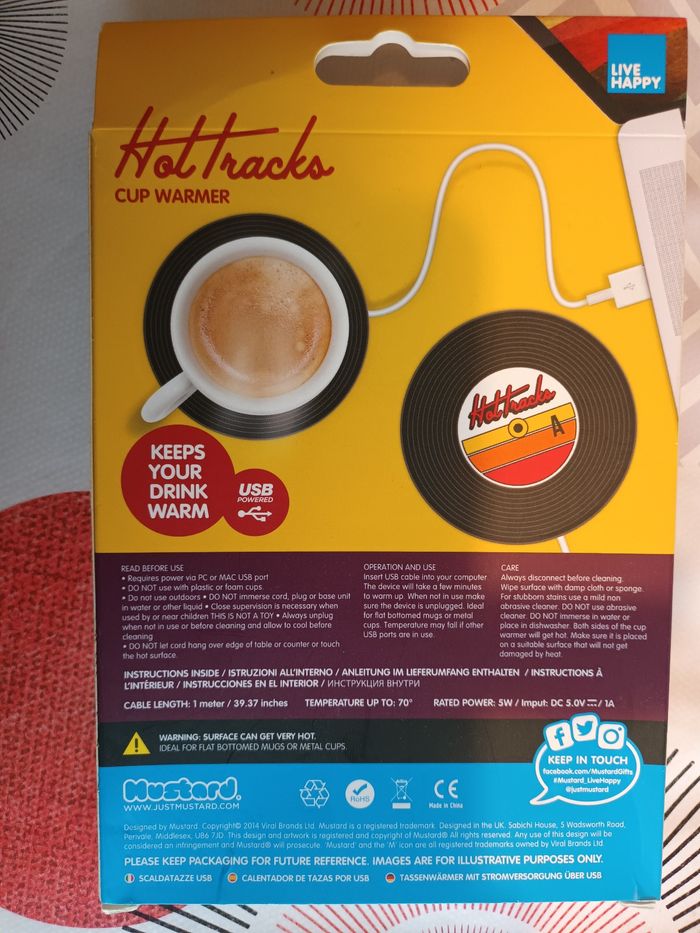 LIVE
HAPPY
Hot Tracks
CUP WARMER
Hot Tracks
A
KEEPS
YOUR
DRINK
WARM
USB
POWERED
READ BEFORE USE
• Requires power via PC or MAC USB port
• DO NOT use with plastic or foam cups
• Do not use outdoors • DO NOT immerse cord, plug or base unit
in water or other liquid • Close supervision is necessary when
used by or near children THIS IS NOT A TOY • Always unplug
when not in use or before cleaning and allow to cool before
cleaning
• DO NOT let cord hang over edge of table or counter or touch
the hot surface.
OPERATION AND USE
Insert USB cable into your computer
The device will take a few minutes
to warm up. When not in use make
sure the device is unplugged. Ideal
for flat bottomed mugs or metal
cups. Temperature may fall if other
USB ports are in use.
CARE
Always disconnect before cleaning.
Wipe surface with damp cloth or sponge.
For stubborn stains use a mild non
abrasive cleaner. DO NOT use abrasive
cleaner. DO NOT immerse in water or
place in dishwasher. Both sides of the cup
warmer will get hot. Make sure it is placed
on a suitable surface that will not get
damaged by heat.
INSTRUCTIONS INSIDE / ISTRUZIONI ALL'INTERNO / ANLEITUNG IM LIEFERUMFANG ENTHALTEN / INSTRUCTIONS À
L'INTÉRIEUR / INSTRUCCIONES EN EL INTERIOR / ИНСТРУКЦИЯ ВНУТРИ
CABLE LENGTH: 1 meter / 39.37 inches TEMPERATURE UP TO: 70° RATED POWER: 5W / Imput: DC 5.0V / 1A
WARNING: SURFACE CAN GET VERY HOT.
IDEAL FOR FLAT BOTTOMED MUGS OR METAL CUPS.
KEEP IN TOUCH
facebook.com/MustardGifts
#Mustard_LiveHappy
@justmustard
Mustard.
WWW.JUSTMUSTARD.COM
RoHS
CE
Made in China
Designed by Mustard. Copyright© 2014 Viral Brands Ltd. Mustard is a registered trademark. Designed in the UK. Sabichi House, 5 Wadsworth Road,
Perivale, Middlesex, UB6 7JD. This design and artwork is registered and copyright of Mustard® All rights reserved. Any use of this design will be
considered an infringement and Mustard® will prosecute. 'Mustard' and the 'M' icon are all registered trademarks owned by Viral Brands Ltd.
PLEASE KEEP PACKAGING FOR FUTURE REFERENCE. IMAGES ARE FOR ILLUSTRATIVE PURPOSES ONLY.
SCALDATAZZE USB CALENTADOR DE TAZAS POR USB TASSENWÄRMER MIT STROMVERSORGUNG ÜBER USB